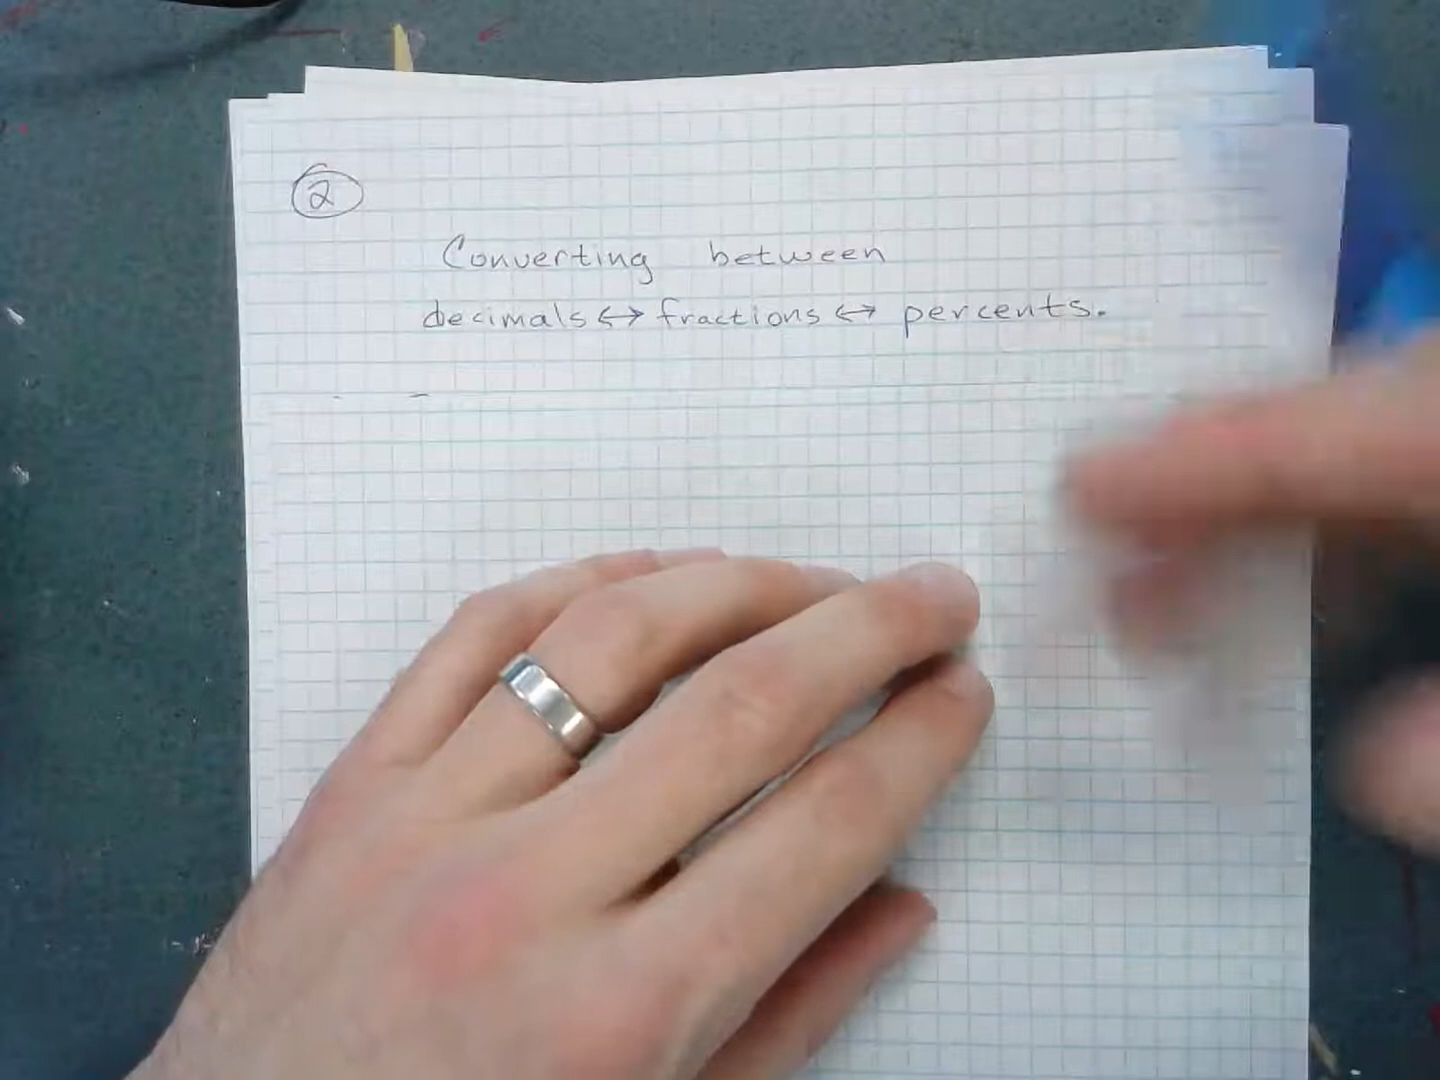 2
Converting between
decimals ↔ fractions ↔ percents.